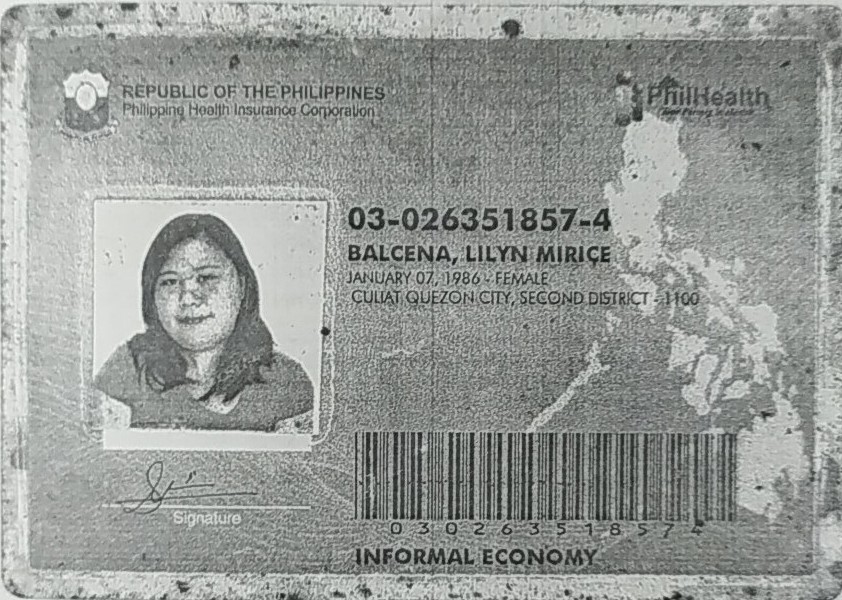 REPUBLIC OF THE PHILIPPINES
Philippine Health Insurance Corporation
PhilHealth
03-026351857-4
BALCENA, LILYN MIRIÇE
JANUARY 07, 1986 - FEMALE
CULIAT QUEZON CITY, SECOND DISTRICT - 1100
Signature
030263518574
INFORMAL ECONOMY